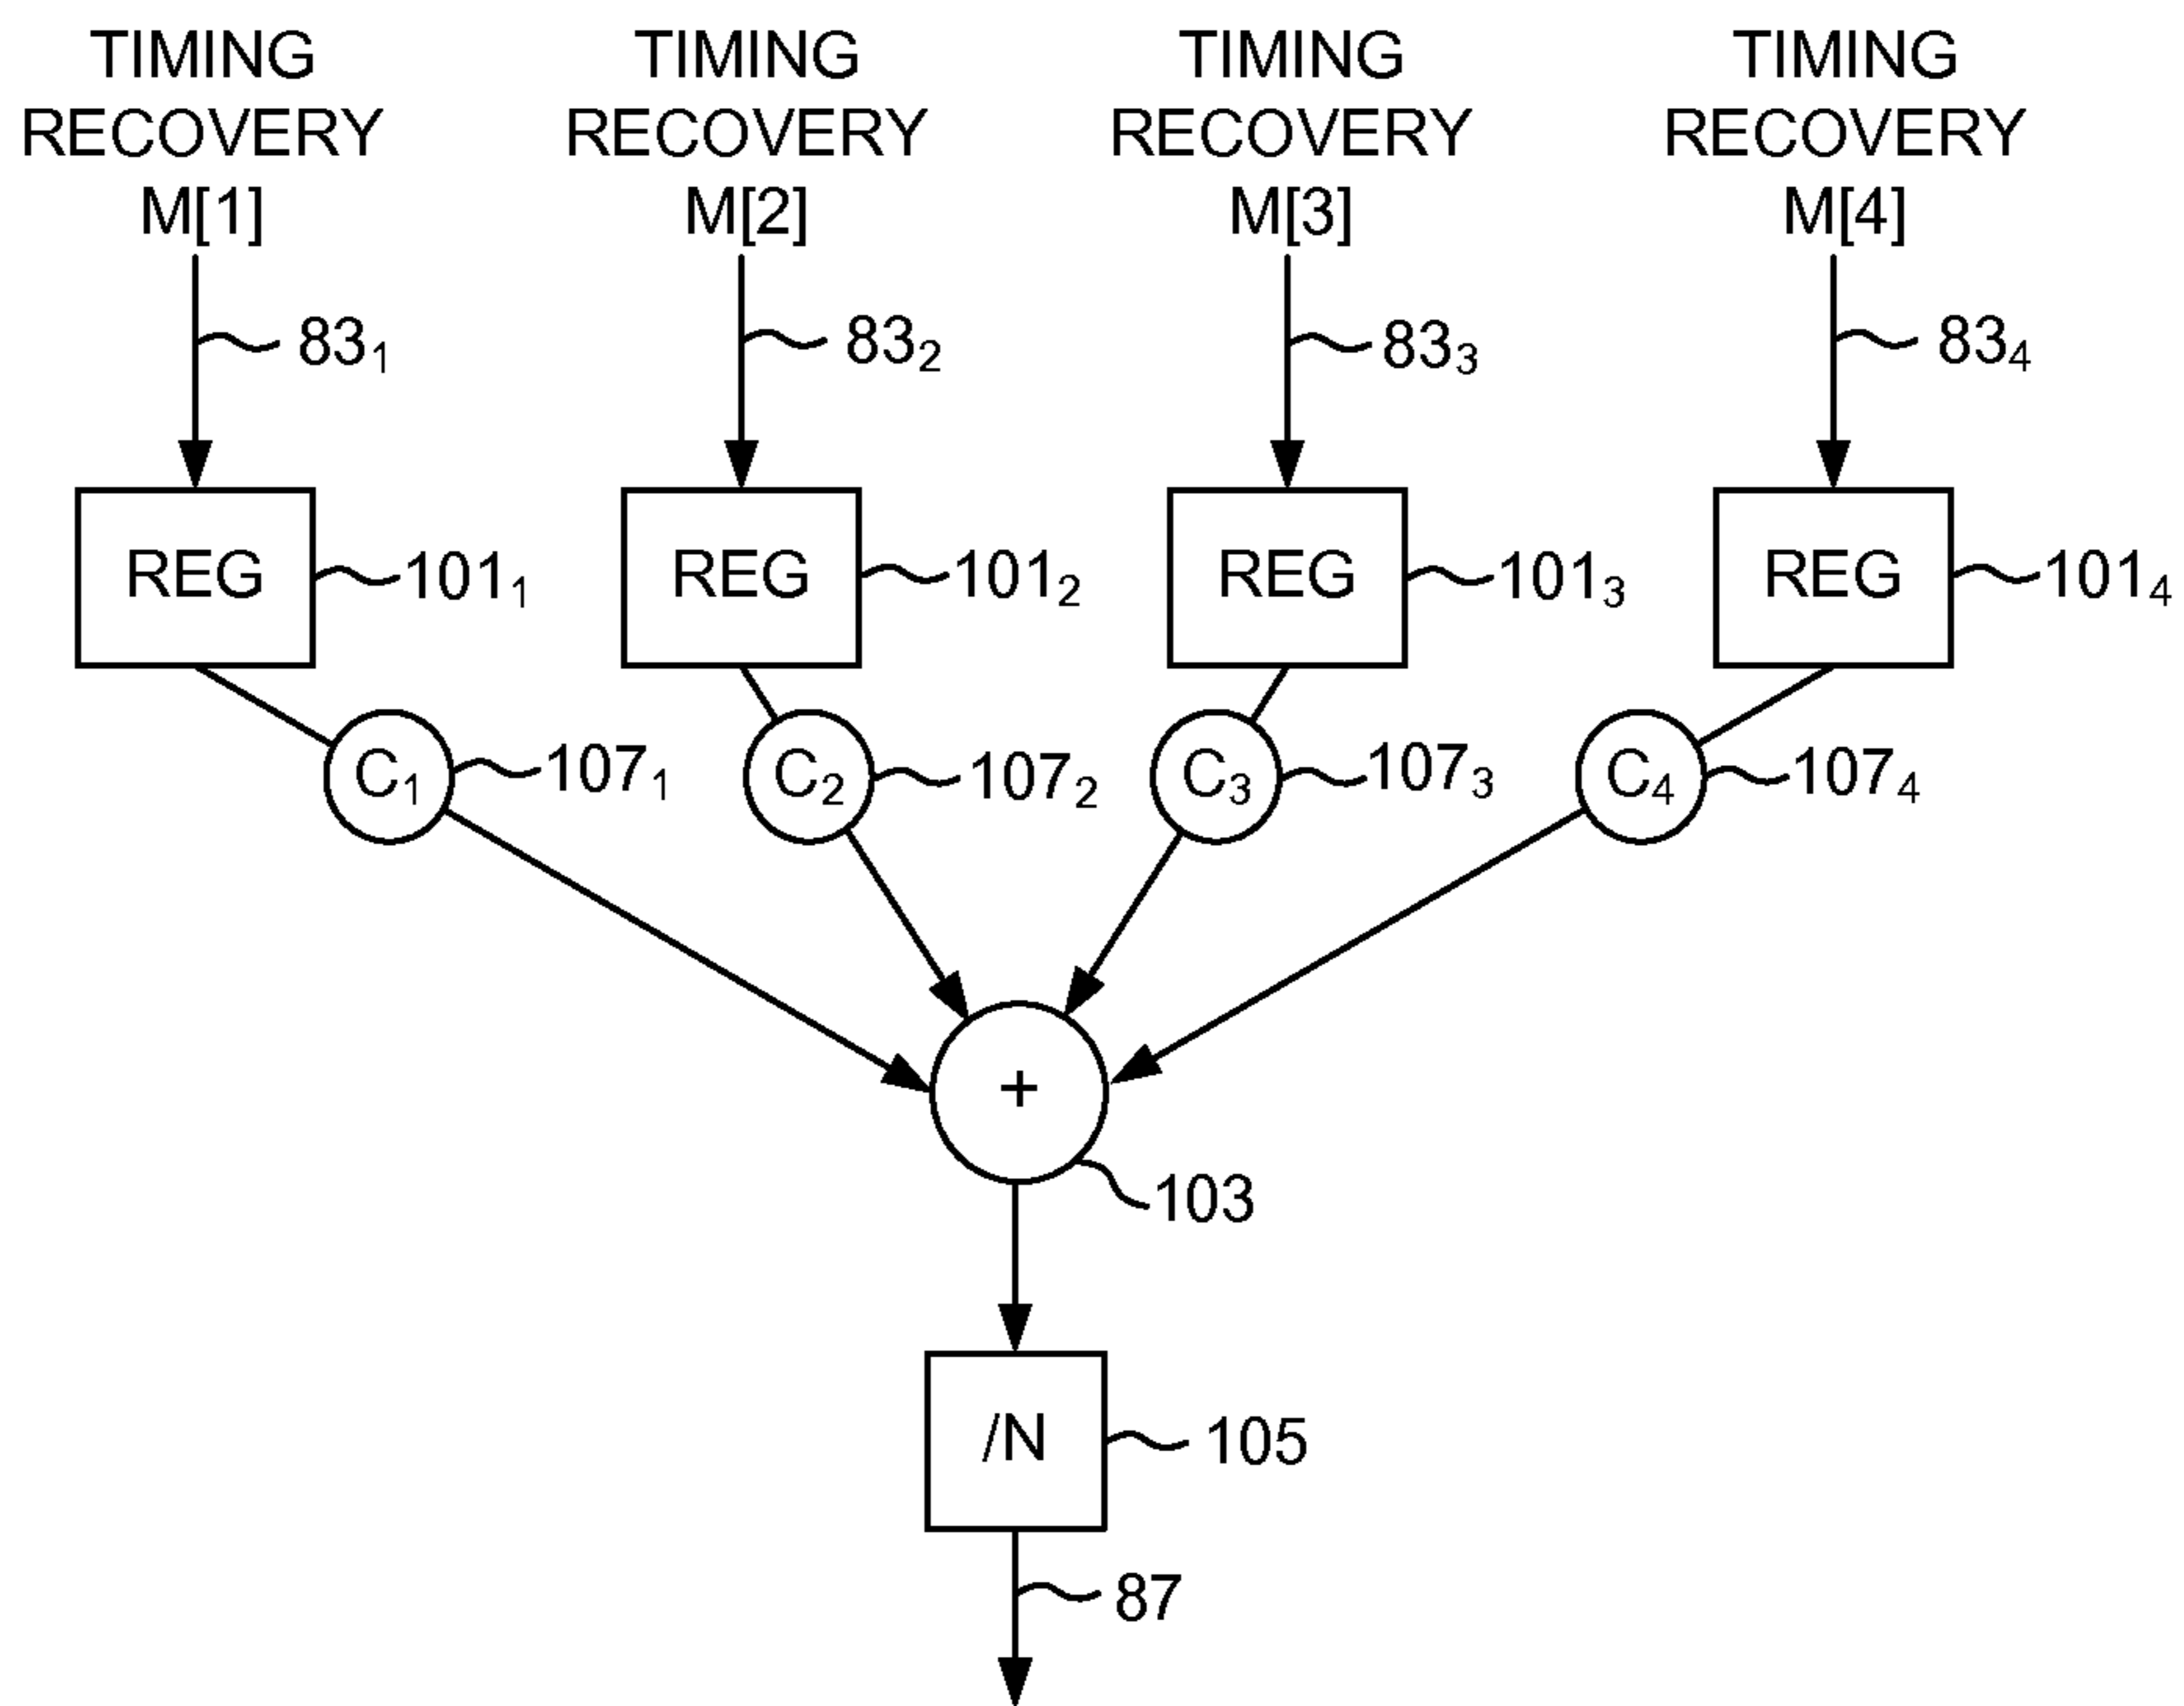 TIMING RECOVERY M[1]
TIMING RECOVERY M[2]
TIMING RECOVERY M[3]
TIMING RECOVERY M[4]
83₁ 83₂ 83₃ 83₄
REG 101₁ REG 101₂ REG 101₃ REG 101₄
C₁ 107₁ C₂ 107₂ C₃ 107₃ C₄ 107₄
+
103
/N 105
87